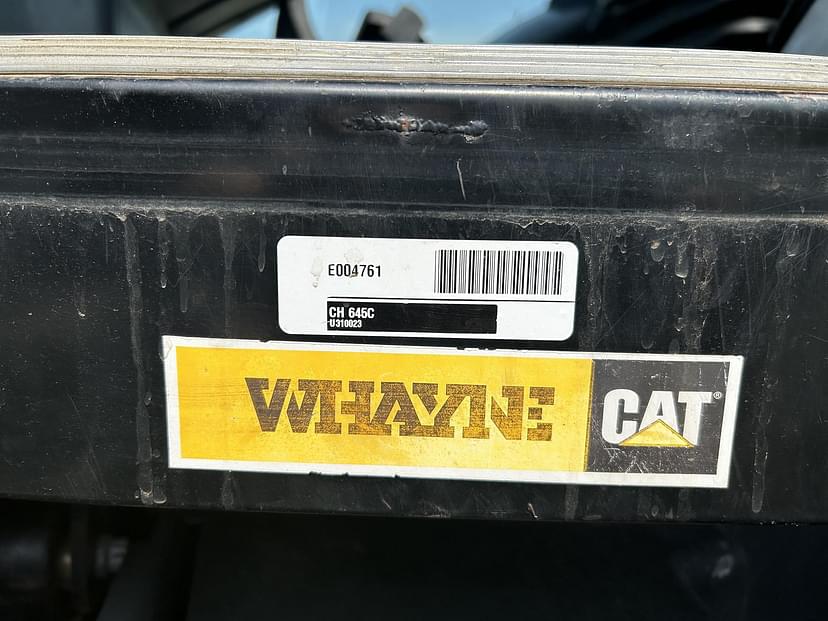 E004761
CH 645C
U310023
WHAYNE CAT®